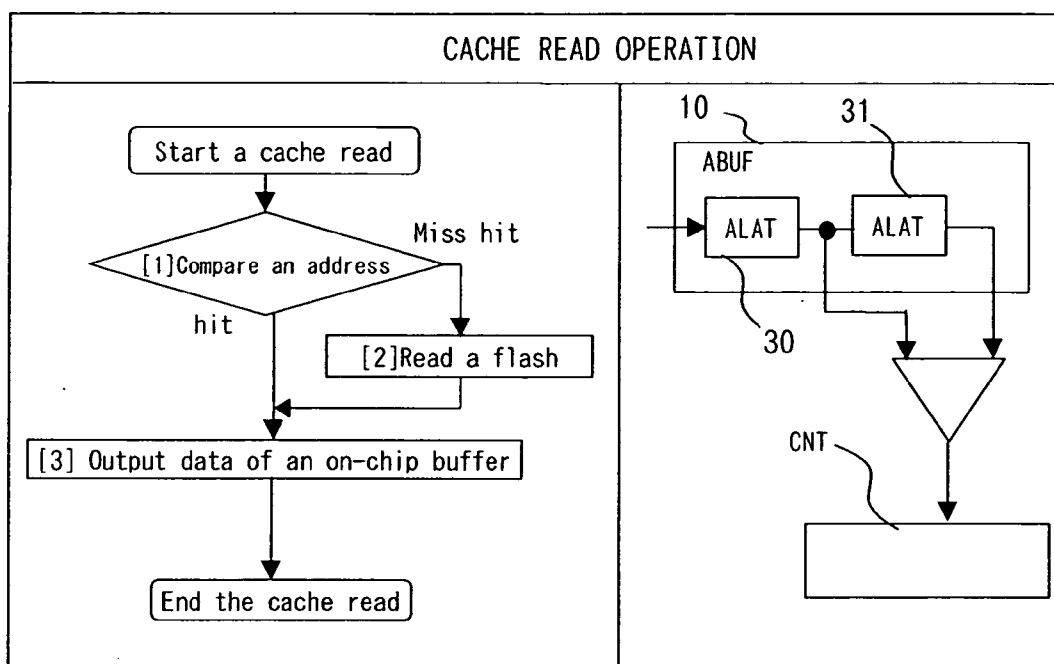 CACHE READ OPERATION
Start a cache read
[1]Compare an address
Miss hit
hit
[2]Read a flash
[3] Output data of an on-chip buffer
End the cache read
10
31
ABUF
ALAT
ALAT
30
CNT